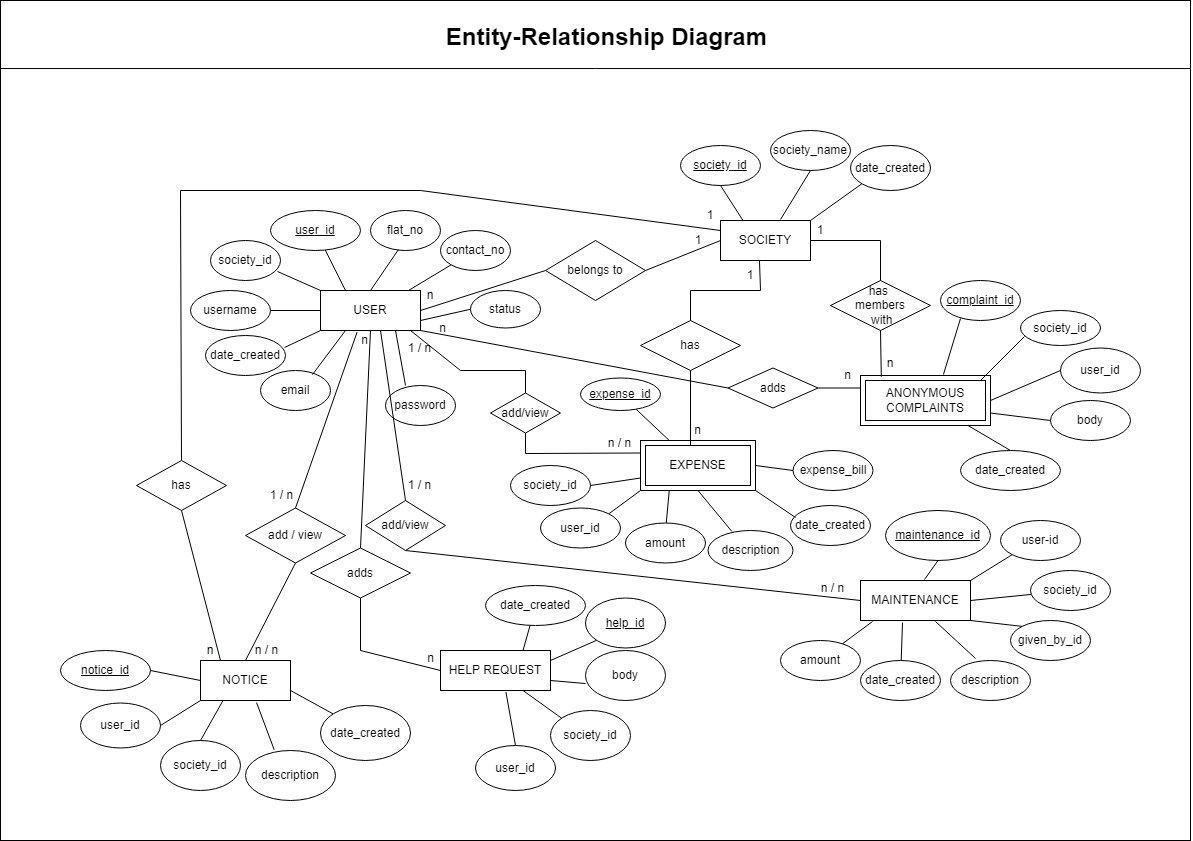 Entity-Relationship Diagram
society_id
society_name
date_created
1
1
SOCIETY
1
1
user_id
flat_no
contact_no
society_id
username
USER
status
date_created
email
password
n
n
n
1 / n
belongs to
has
members
with
n
complaint_id
society_id
user_id
body
date_created
ANONYMOUS
COMPLAINTS
adds
n
has
n
add/view
n / n
expense_id
EXPENSE
expense_bill
society_id
user_id
amount
description
date_created
has
n
1 / n
add / view
n / n
1 / n
add/view
n / n
adds
n
maintenance_id
user-id
society_id
given_by_id
MAINTENANCE
amount
date_created
description
date_created
help_id
HELP REQUEST
body
society_id
user_id
notice_id
NOTICE
user_id
society_id
description
date_created